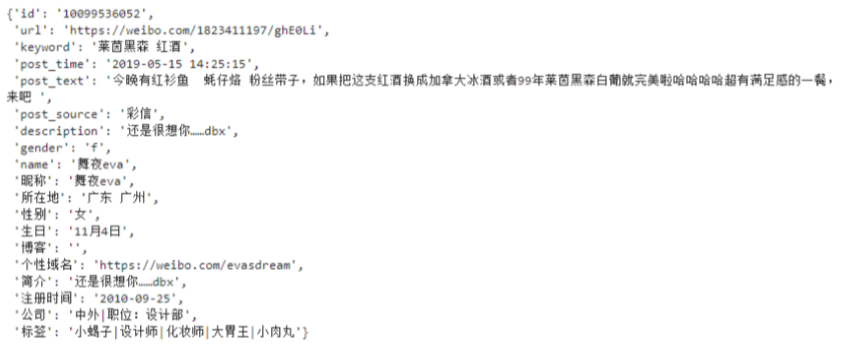 {'id': '10099536052',
'url': 'https://weibo.com/1823411197/ghE0Li',
'keyword': '莱茵黑森 红酒',
'post_time': '2019-05-15 14:25:15',
'post_text': '今晚有红衫鱼  蚝仔烙 粉丝带子，如果把这支红酒换成加拿大冰酒或者99年莱茵黑森白葡就完美啦哈哈哈哈超有满足感的一餐，
来吧 ',
'post_source': '彩信',
'description': '还是很想你……dbx',
'gender': 'f',
'name': '舞夜eva',
'昵称': '舞夜eva',
'所在地': '广东 广州',
'性别': '女',
'生日': '11月4日',
'博客': '',
'个性域名': 'https://weibo.com/evasdream',
'简介': '还是很想你……dbx',
'注册时间': '2010-09-25',
'公司': '中外|职位: 设计部',
'标签': '小蝎子|设计师|化妆师|大胃王|小肉丸'}